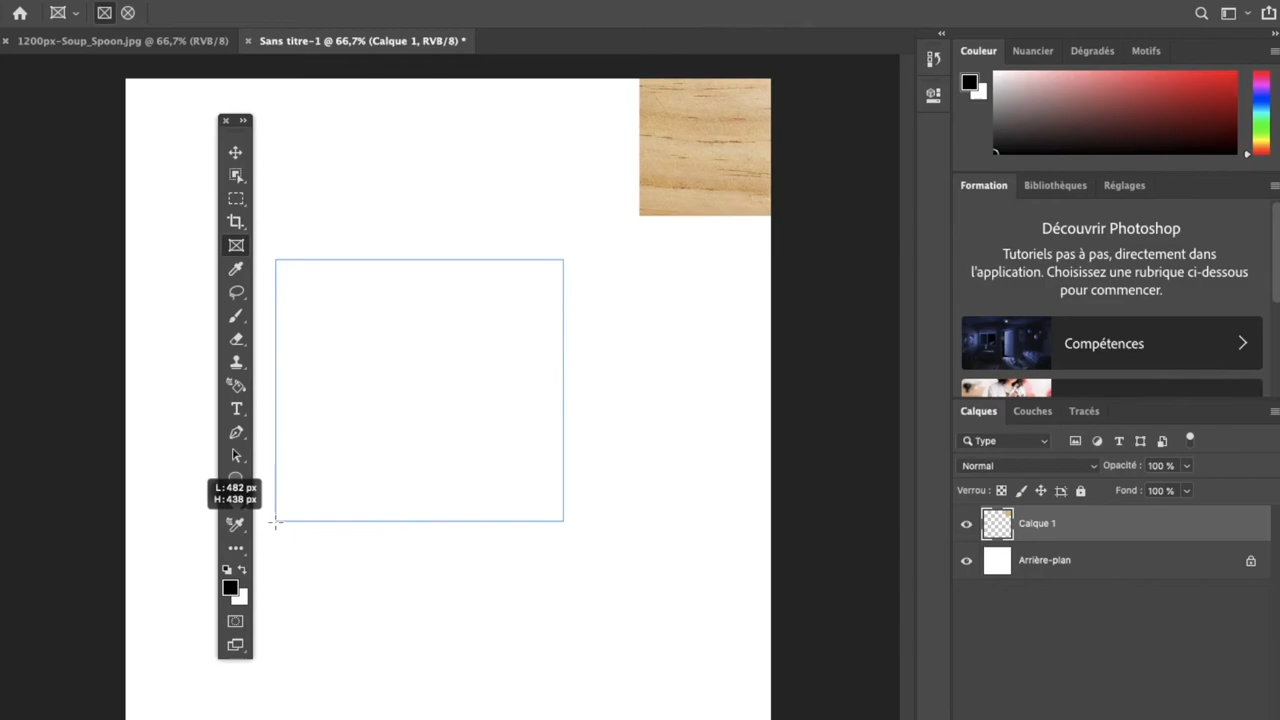 1200px-Soup_Spoon.jpg @ 66,7% (RVB/8)
Sans titre-1 @ 66,7% (Calque 1, RVB/8) *
Couleur
Nuancier
Dégradés
Motifs
Formation
Bibliothèques
Réglages
Découvrir Photoshop
Tutoriels pas à pas, directement dans
l'application. Choisissez une rubrique ci-dessous
pour commencer.
Compétences
Calques
Couches
Tracés
Type
Normal
Opacité : 100 %
Verrou :
Fond : 100 %
Calque 1
Arrière-plan
L : 482 px
H : 438 px